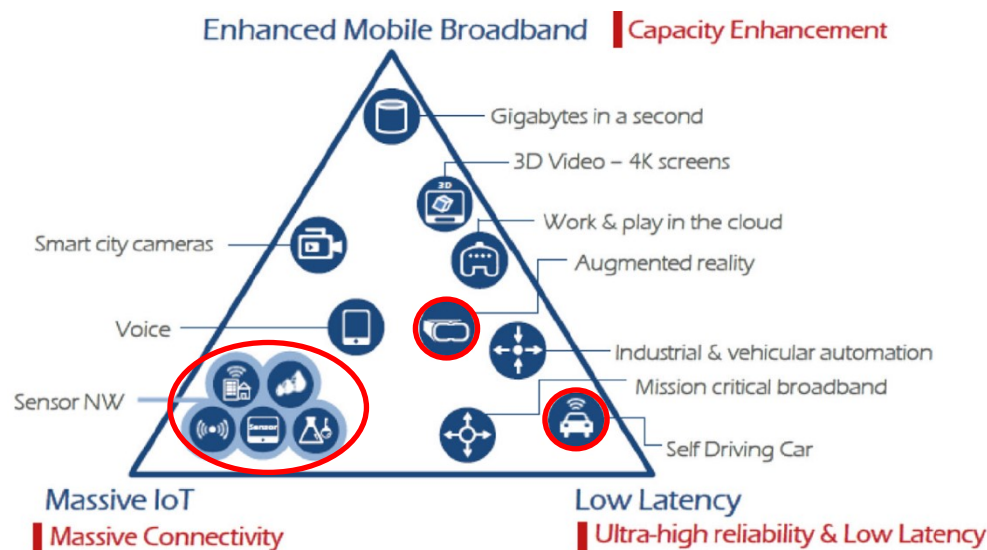 Enhanced Mobile Broadband
Capacity Enhancement
Gigabytes in a second
3D Video – 4K screens
3D
Work & play in the cloud
Smart city cameras
Augmented reality
Voice
Industrial & vehicular automation
Mission critical broadband
Sensor NW
Sensor
Self Driving Car
Massive IoT
Low Latency
Massive Connectivity
Ultra-high reliability & Low Latency